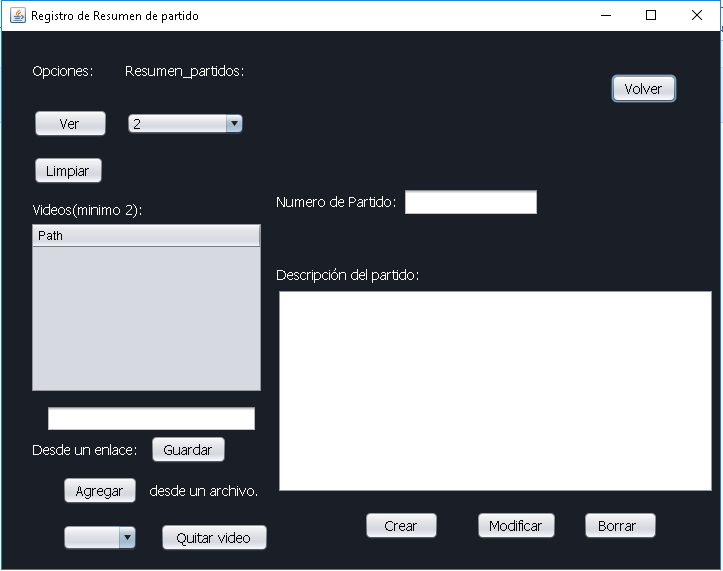 Registro de Resumen de partido
Opciones: Resumen_partidos:
Volver
Ver 2
Limpiar
Numero de Partido:
Videos(minimo 2):
Path
Descripción del partido:
Desde un enlace: Guardar
Agregar desde un archivo.
Crear Modificar Borrar
Quitar video